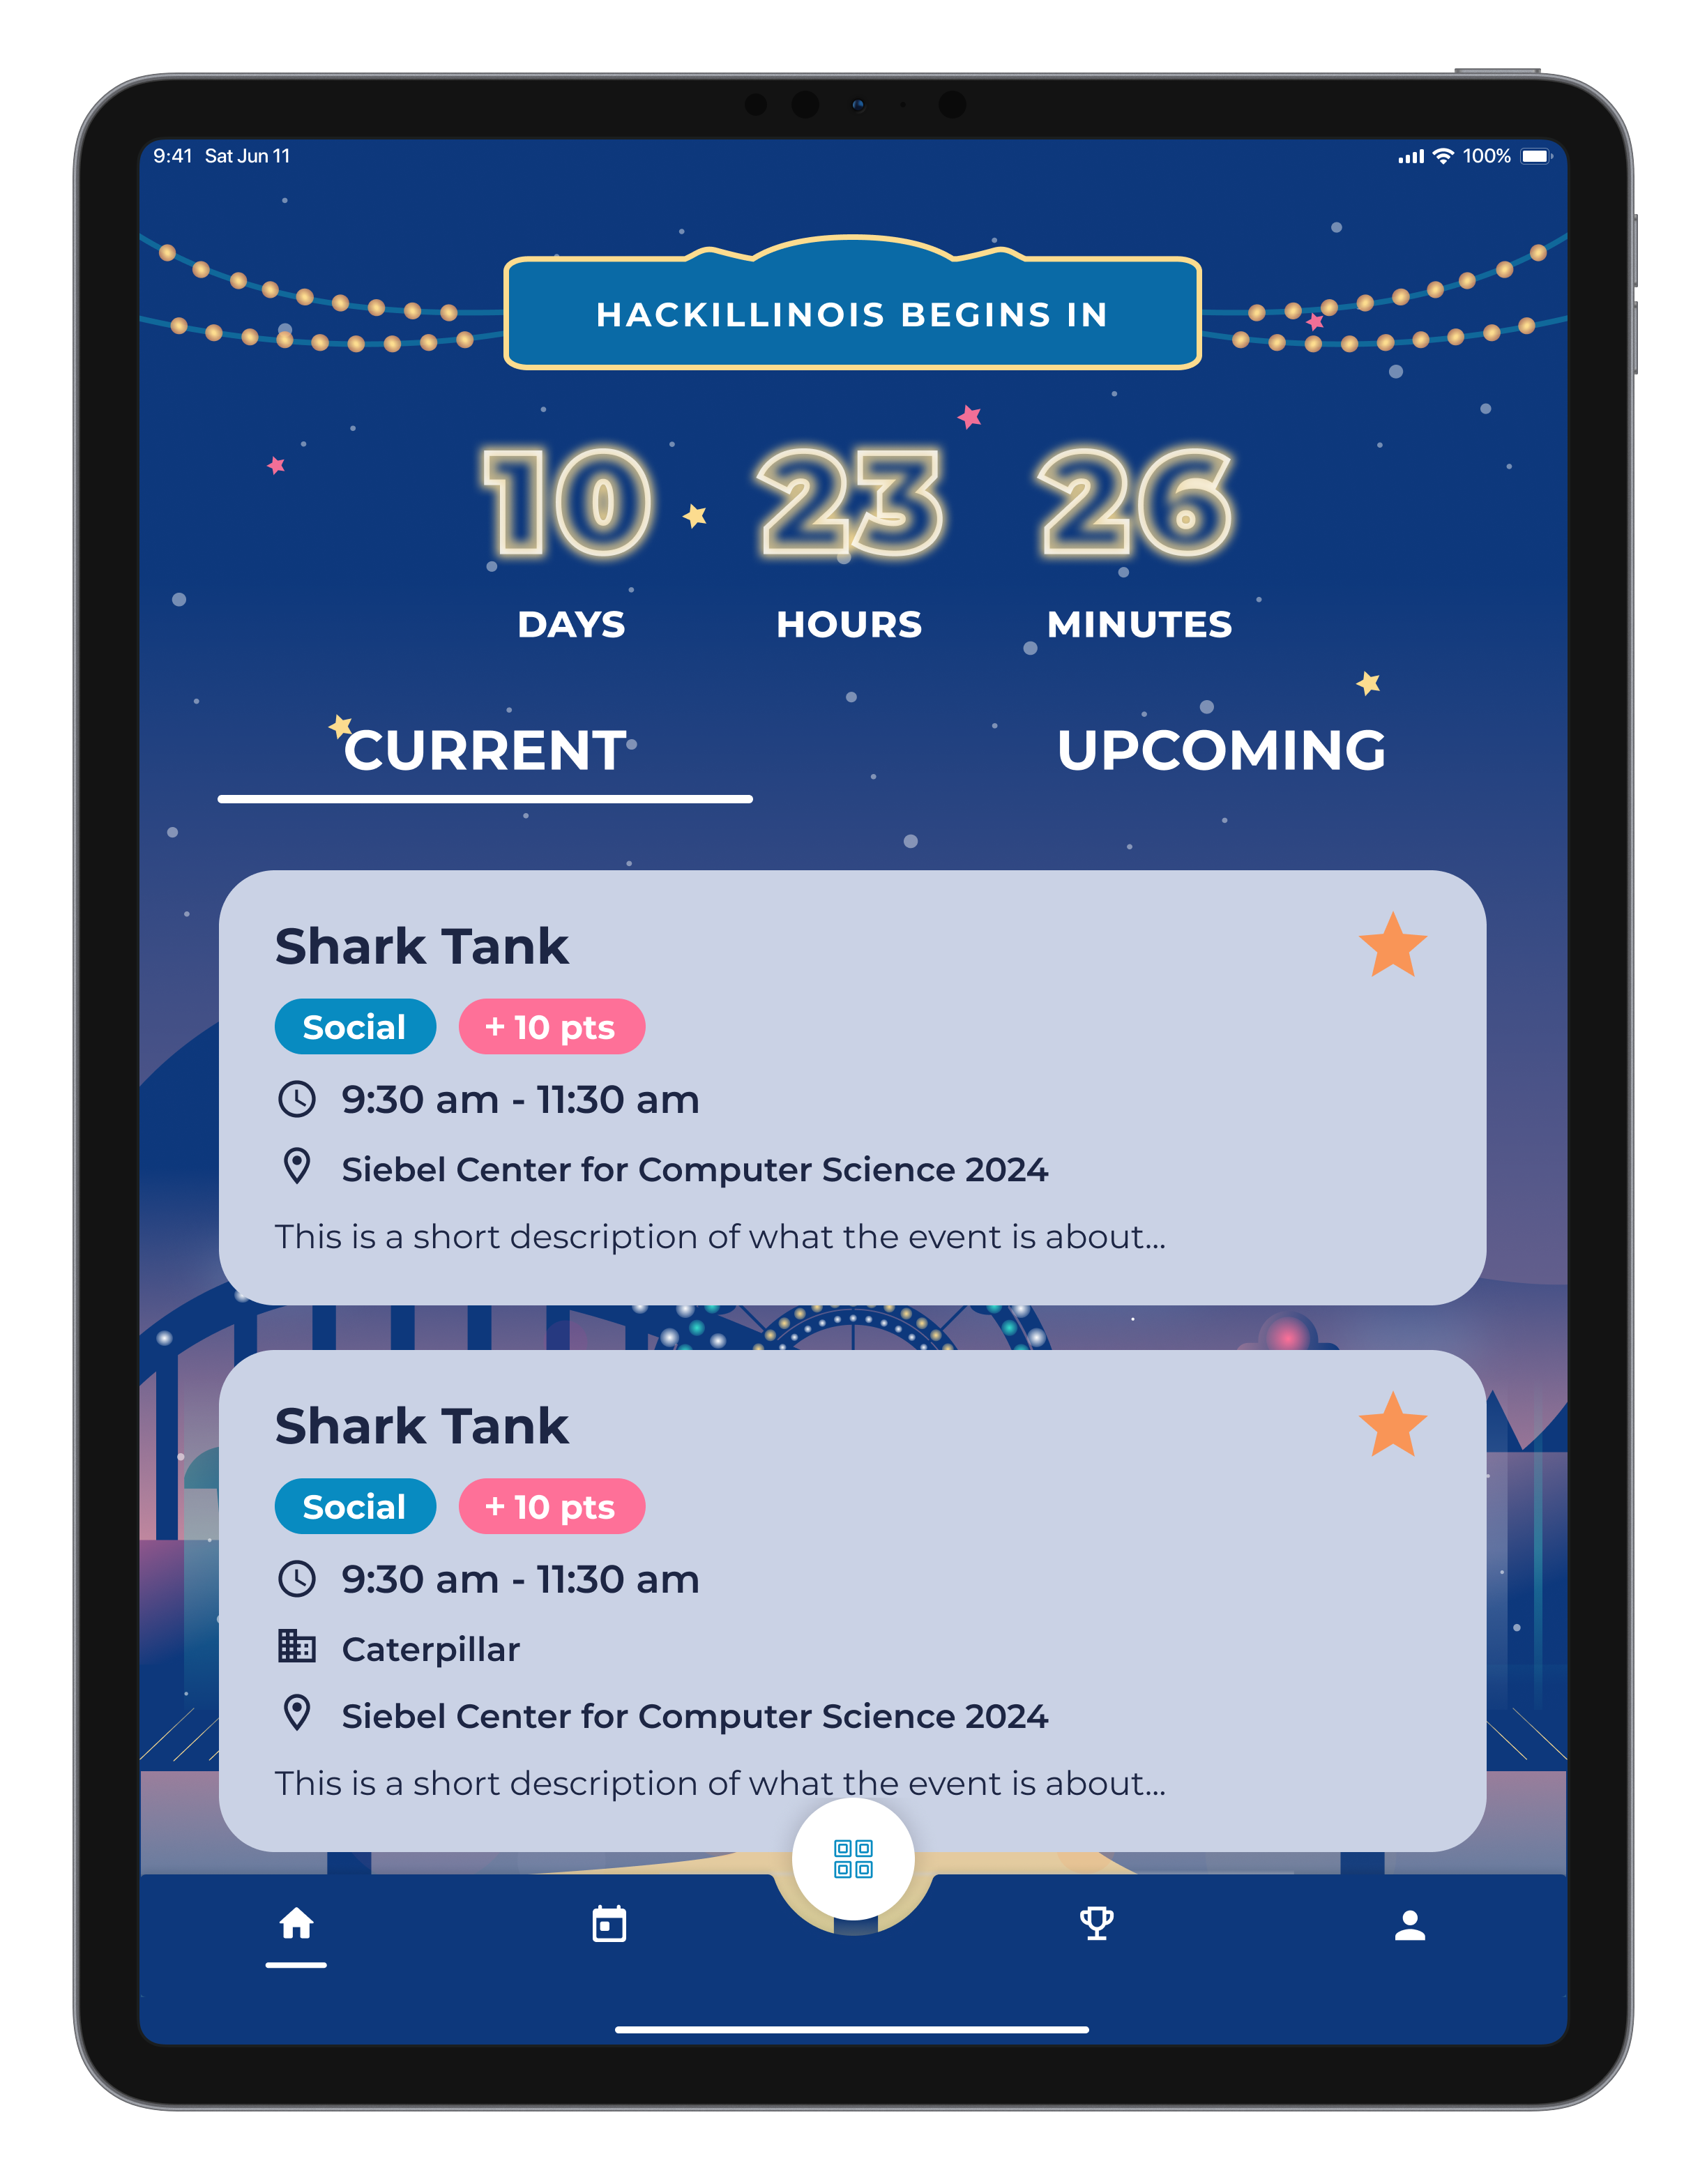 9:41 Sat Jun 11 100%
HACKILLINOIS BEGINS IN
10 23 26
DAYS HOURS MINUTES
CURRENT UPCOMING
Shark Tank
Social + 10 pts
9:30 am - 11:30 am
Siebel Center for Computer Science 2024
This is a short description of what the event is about...
Shark Tank
Social + 10 pts
9:30 am - 11:30 am
Caterpillar
Siebel Center for Computer Science 2024
This is a short description of what the event is about...